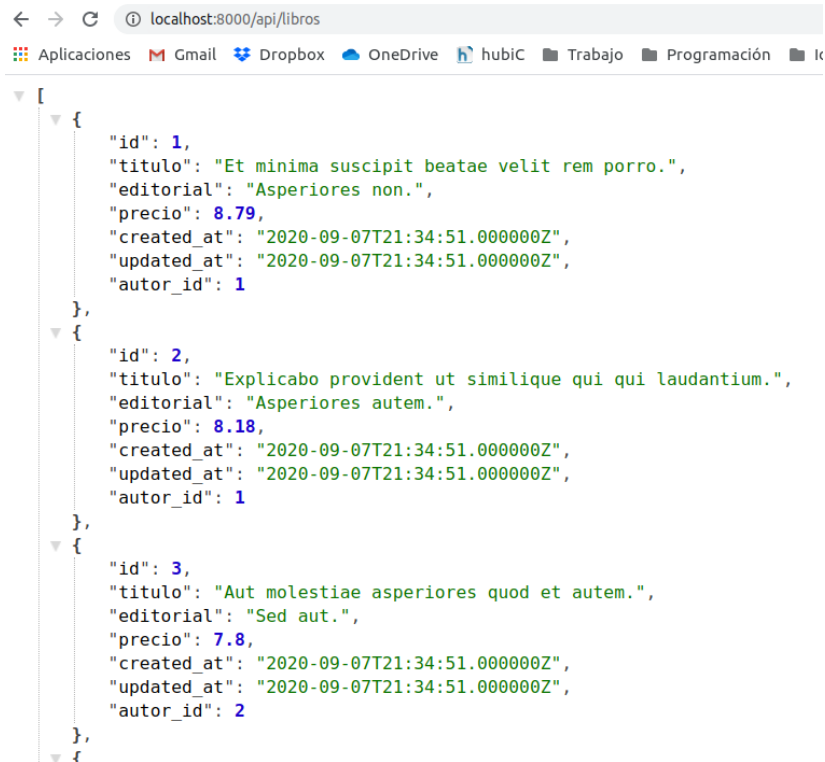 localhost:8000/api/libros
Aplicaciones Gmail Dropbox OneDrive hubiC Trabajo Programación
[
{
"id": 1,
"titulo": "Et minima suscipit beatae velit rem porro.",
"editorial": "Asperiores non.",
"precio": 8.79,
"created_at": "2020-09-07T21:34:51.000000Z",
"updated_at": "2020-09-07T21:34:51.000000Z",
"autor_id": 1
},
{
"id": 2,
"titulo": "Explicabo provident ut similique qui qui laudantium.",
"editorial": "Asperiores autem.",
"precio": 8.18,
"created_at": "2020-09-07T21:34:51.000000Z",
"updated_at": "2020-09-07T21:34:51.000000Z",
"autor_id": 1
},
{
"id": 3,
"titulo": "Aut molestiae asperiores quod et autem.",
"editorial": "Sed aut.",
"precio": 7.8,
"created_at": "2020-09-07T21:34:51.000000Z",
"updated_at": "2020-09-07T21:34:51.000000Z",
"autor_id": 2
},
{